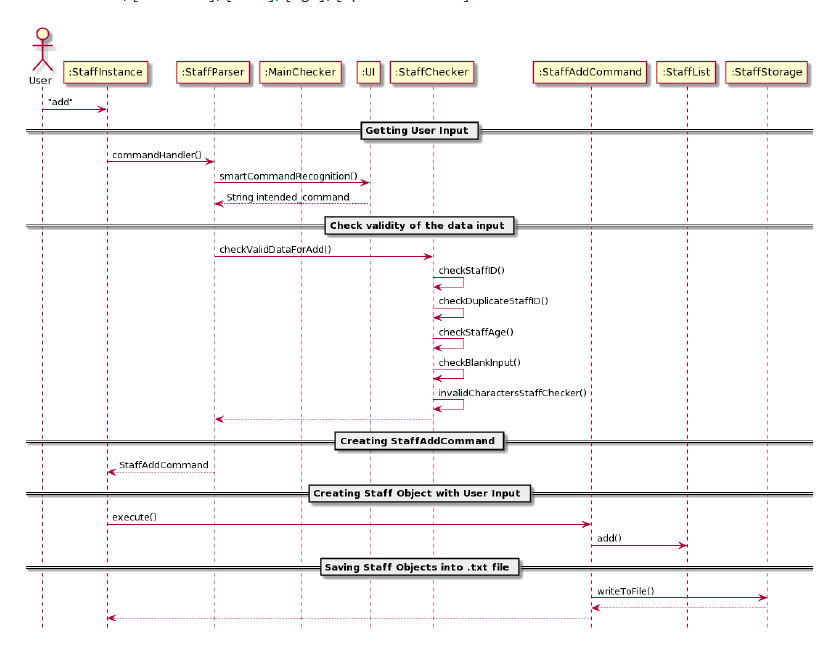 :StaffInstance :StaffParser :MainChecker :UI :StaffChecker :StaffAddCommand :StaffList :StaffStorage
User
"add"
Getting User Input
commandHandler()
smartCommandRecognition()
String intended_command
Check validity of the data input
checkValidDataForAdd()
checkStaffID()
checkDuplicateStaffID()
checkStaffAge()
checkBlankInput()
invalidCharactersStaffChecker()
Creating StaffAddCommand
StaffAddCommand
Creating Staff Object with User Input
execute()
add()
Saving Staff Objects into .txt file
writeToFile()